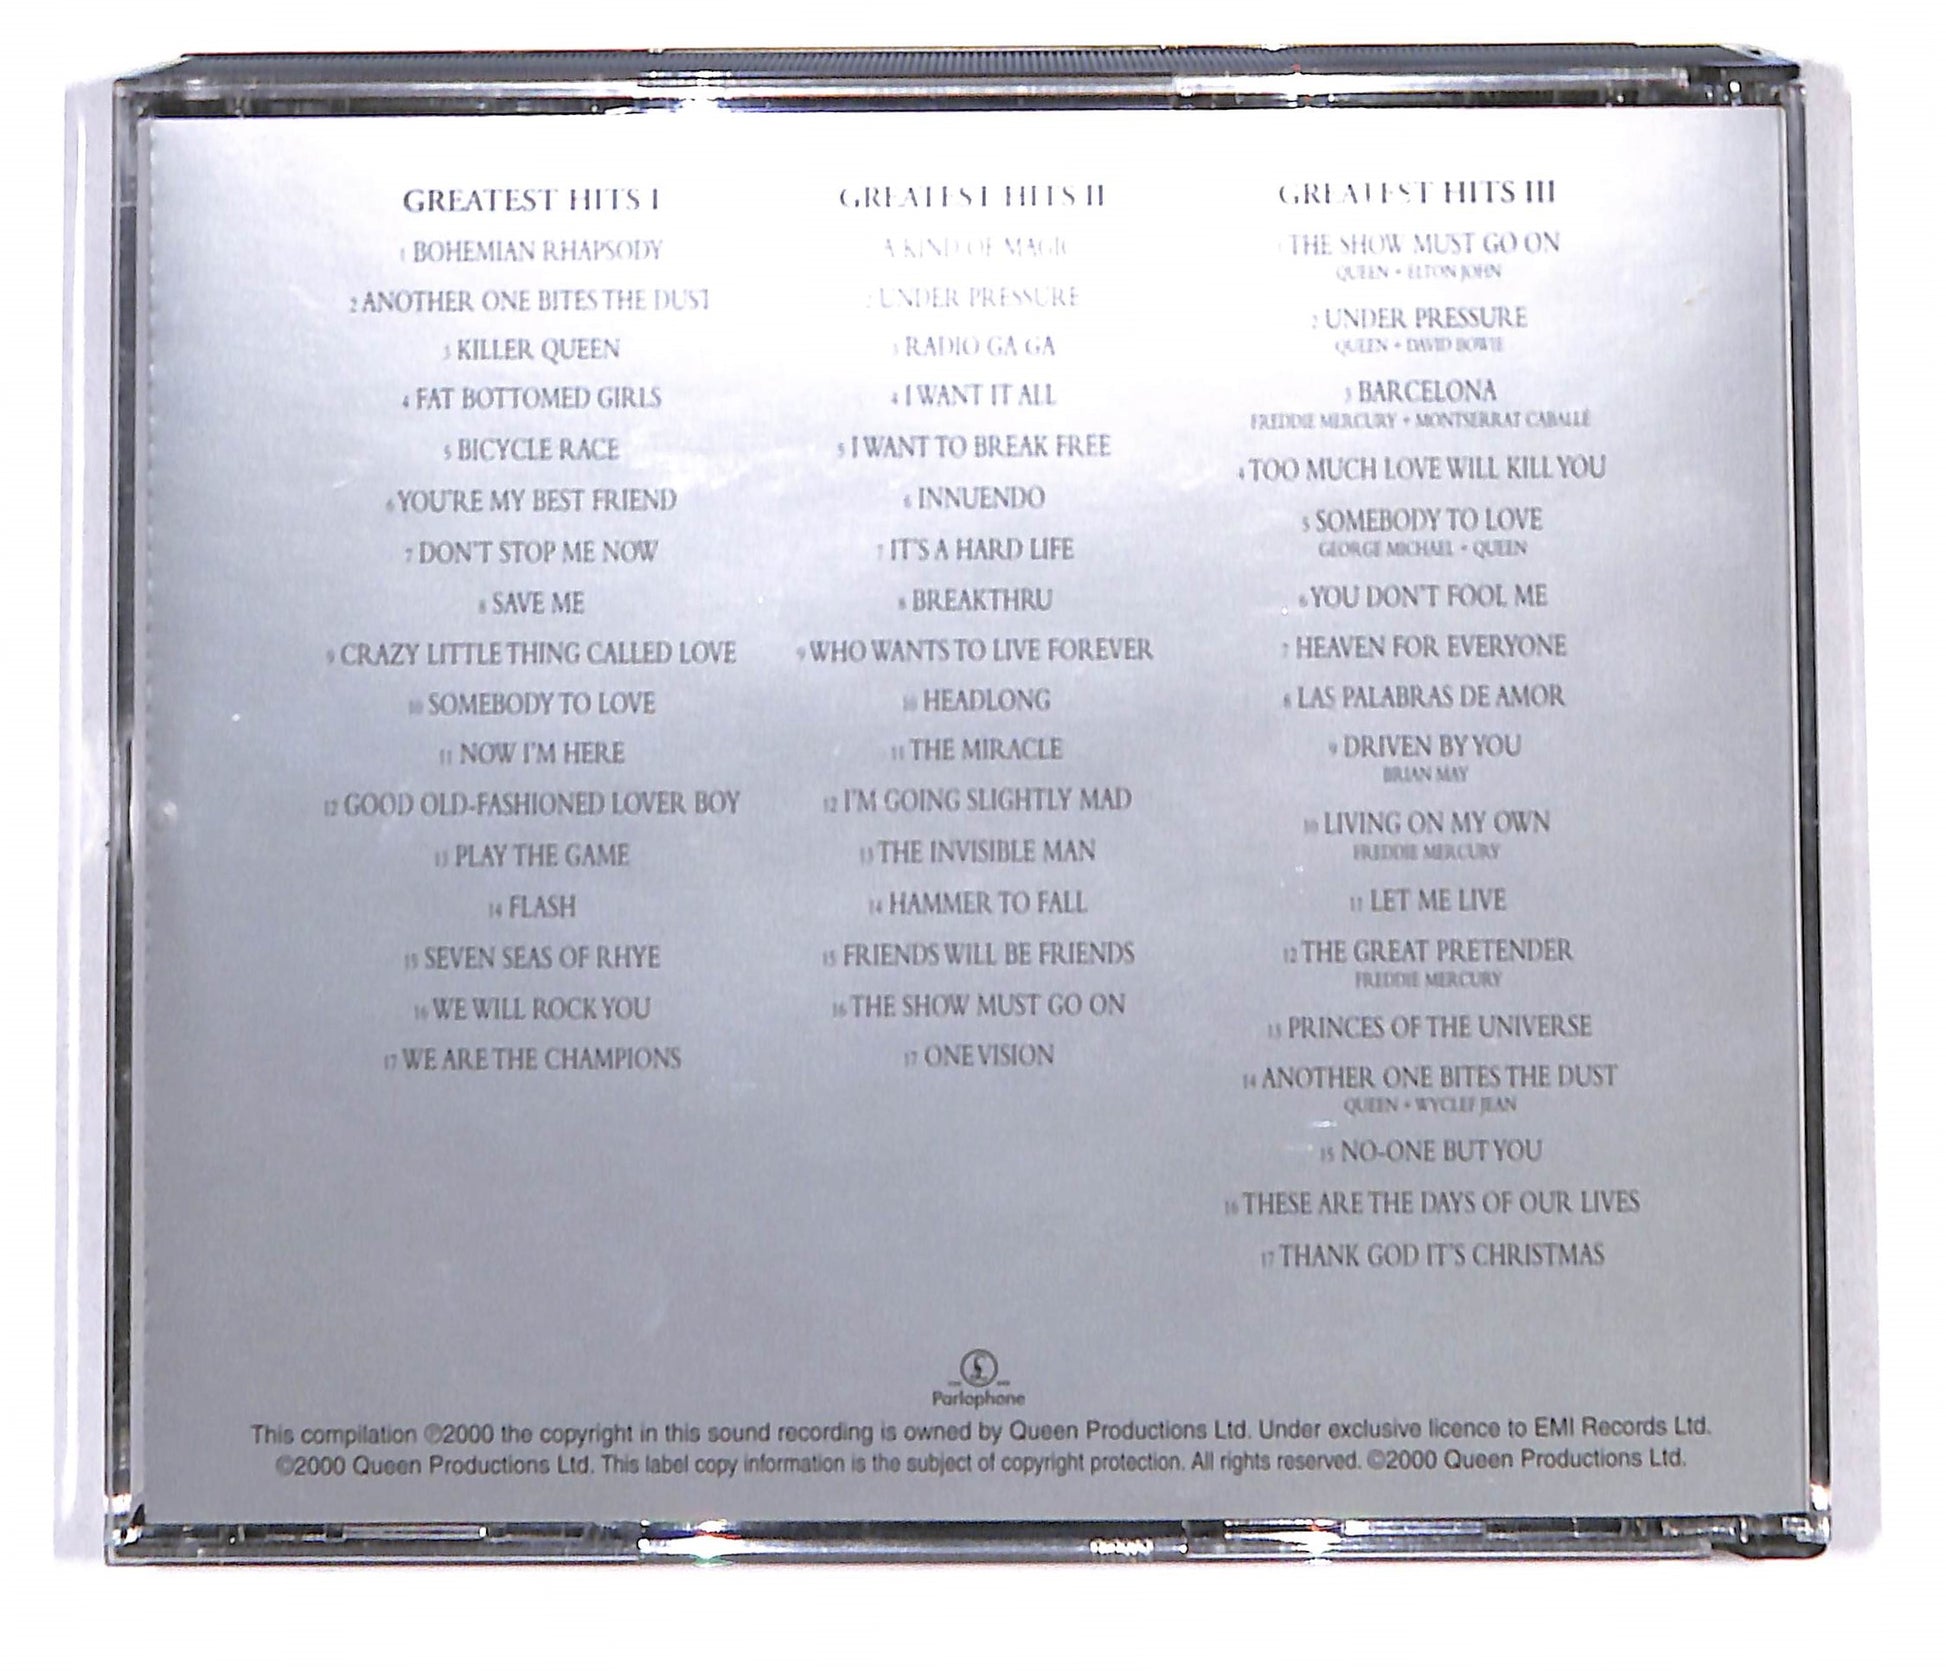 GREATEST HITS I
1 BOHEMIAN RHAPSODY
2 ANOTHER ONE BITES THE DUST
3 KILLER QUEEN
4 FAT BOTTOMED GIRLS
5 BICYCLE RACE
6 YOU'RE MY BEST FRIEND
7 DON'T STOP ME NOW
8 SAVE ME
9 CRAZY LITTLE THING CALLED LOVE
10 SOMEBODY TO LOVE
11 NOW I'M HERE
12 GOOD OLD-FASHIONED LOVER BOY
13 PLAY THE GAME
14 FLASH
15 SEVEN SEAS OF RHYE
16 WE WILL ROCK YOU
17 WE ARE THE CHAMPIONS
GREATEST HITS II
A KIND OF MAGIC
2 UNDER PRESSURE
3 RADIO GA GA
4 I WANT IT ALL
5 I WANT TO BREAK FREE
6 INNUENDO
7 IT'S A HARD LIFE
8 BREAKTHRU
9 WHO WANTS TO LIVE FOREVER
10 HEADLONG
11 THE MIRACLE
12 I'M GOING SLIGHTLY MAD
13 THE INVISIBLE MAN
14 HAMMER TO FALL
15 FRIENDS WILL BE FRIENDS
16 THE SHOW MUST GO ON
17 ONE VISION
GREATEST HITS III
1 THE SHOW MUST GO ON
QUEEN • ELTON JOHN
2 UNDER PRESSURE
QUEEN • DAVID BOWIE
3 BARCELONA
FREDDIE MERCURY • MONTSERRAT CABALLÉ
4 TOO MUCH LOVE WILL KILL YOU
5 SOMEBODY TO LOVE
GEORGE MICHAEL • QUEEN
6 YOU DON'T FOOL ME
7 HEAVEN FOR EVERYONE
8 LAS PALABRAS DE AMOR
9 DRIVEN BY YOU
BRIAN MAY
10 LIVING ON MY OWN
FREDDIE MERCURY
11 LET ME LIVE
12 THE GREAT PRETENDER
FREDDIE MERCURY
13 PRINCES OF THE UNIVERSE
14 ANOTHER ONE BITES THE DUST
QUEEN • WYCLEF JEAN
15 NO-ONE BUT YOU
16 THESE ARE THE DAYS OF OUR LIVES
17 THANK GOD IT'S CHRISTMAS
Parlophone
This compilation ℗2000 the copyright in this sound recording is owned by Queen Productions Ltd. Under exclusive licence to EMI Records Ltd.
©2000 Queen Productions Ltd. This label copy information is the subject of copyright protection. All rights reserved. ©2000 Queen Productions Ltd.